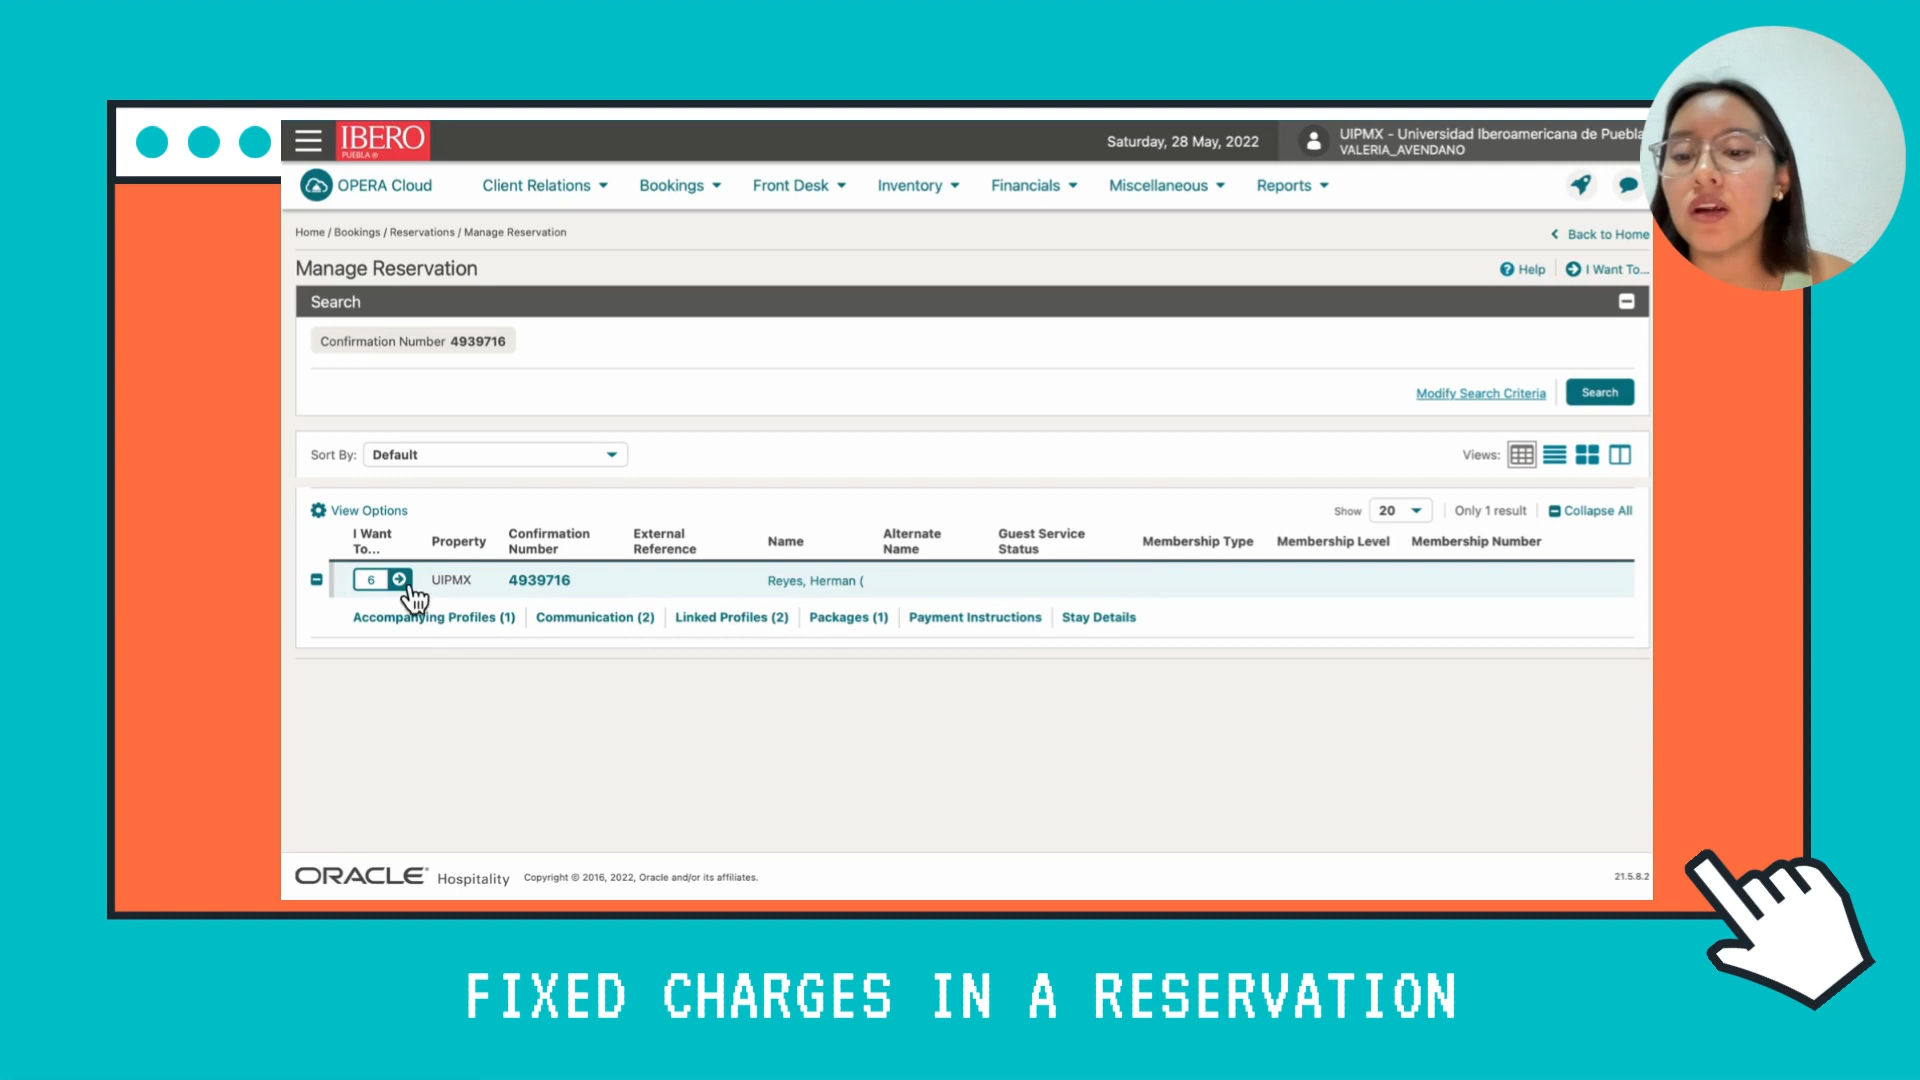 IBERO
PUEBLA ®
Saturday, 28 May, 2022
UIPMX - Universidad Iberoamericana de Puebla
VALERIA_AVENDANO
OPERA Cloud
Client Relations
Bookings
Front Desk
Inventory
Financials
Miscellaneous
Reports
Home / Bookings / Reservations / Manage Reservation
Back to Home
Manage Reservation
Help
I Want To...
Search
Confirmation Number 4939716
Modify Search Criteria
Search
Sort By: Default
Views:
View Options
Show 20
Only 1 result
Collapse All
I Want To...
Property
Confirmation Number
External Reference
Name
Alternate Name
Guest Service Status
Membership Type
Membership Level
Membership Number
6
UIPMX
4939716
Reyes, Herman (
Accompanying Profiles (1)
Communication (2)
Linked Profiles (2)
Packages (1)
Payment Instructions
Stay Details
ORACLE® Hospitality
Copyright © 2016, 2022, Oracle and/or its affiliates.
21.5.8.2
FIXED CHARGES IN A RESERVATION